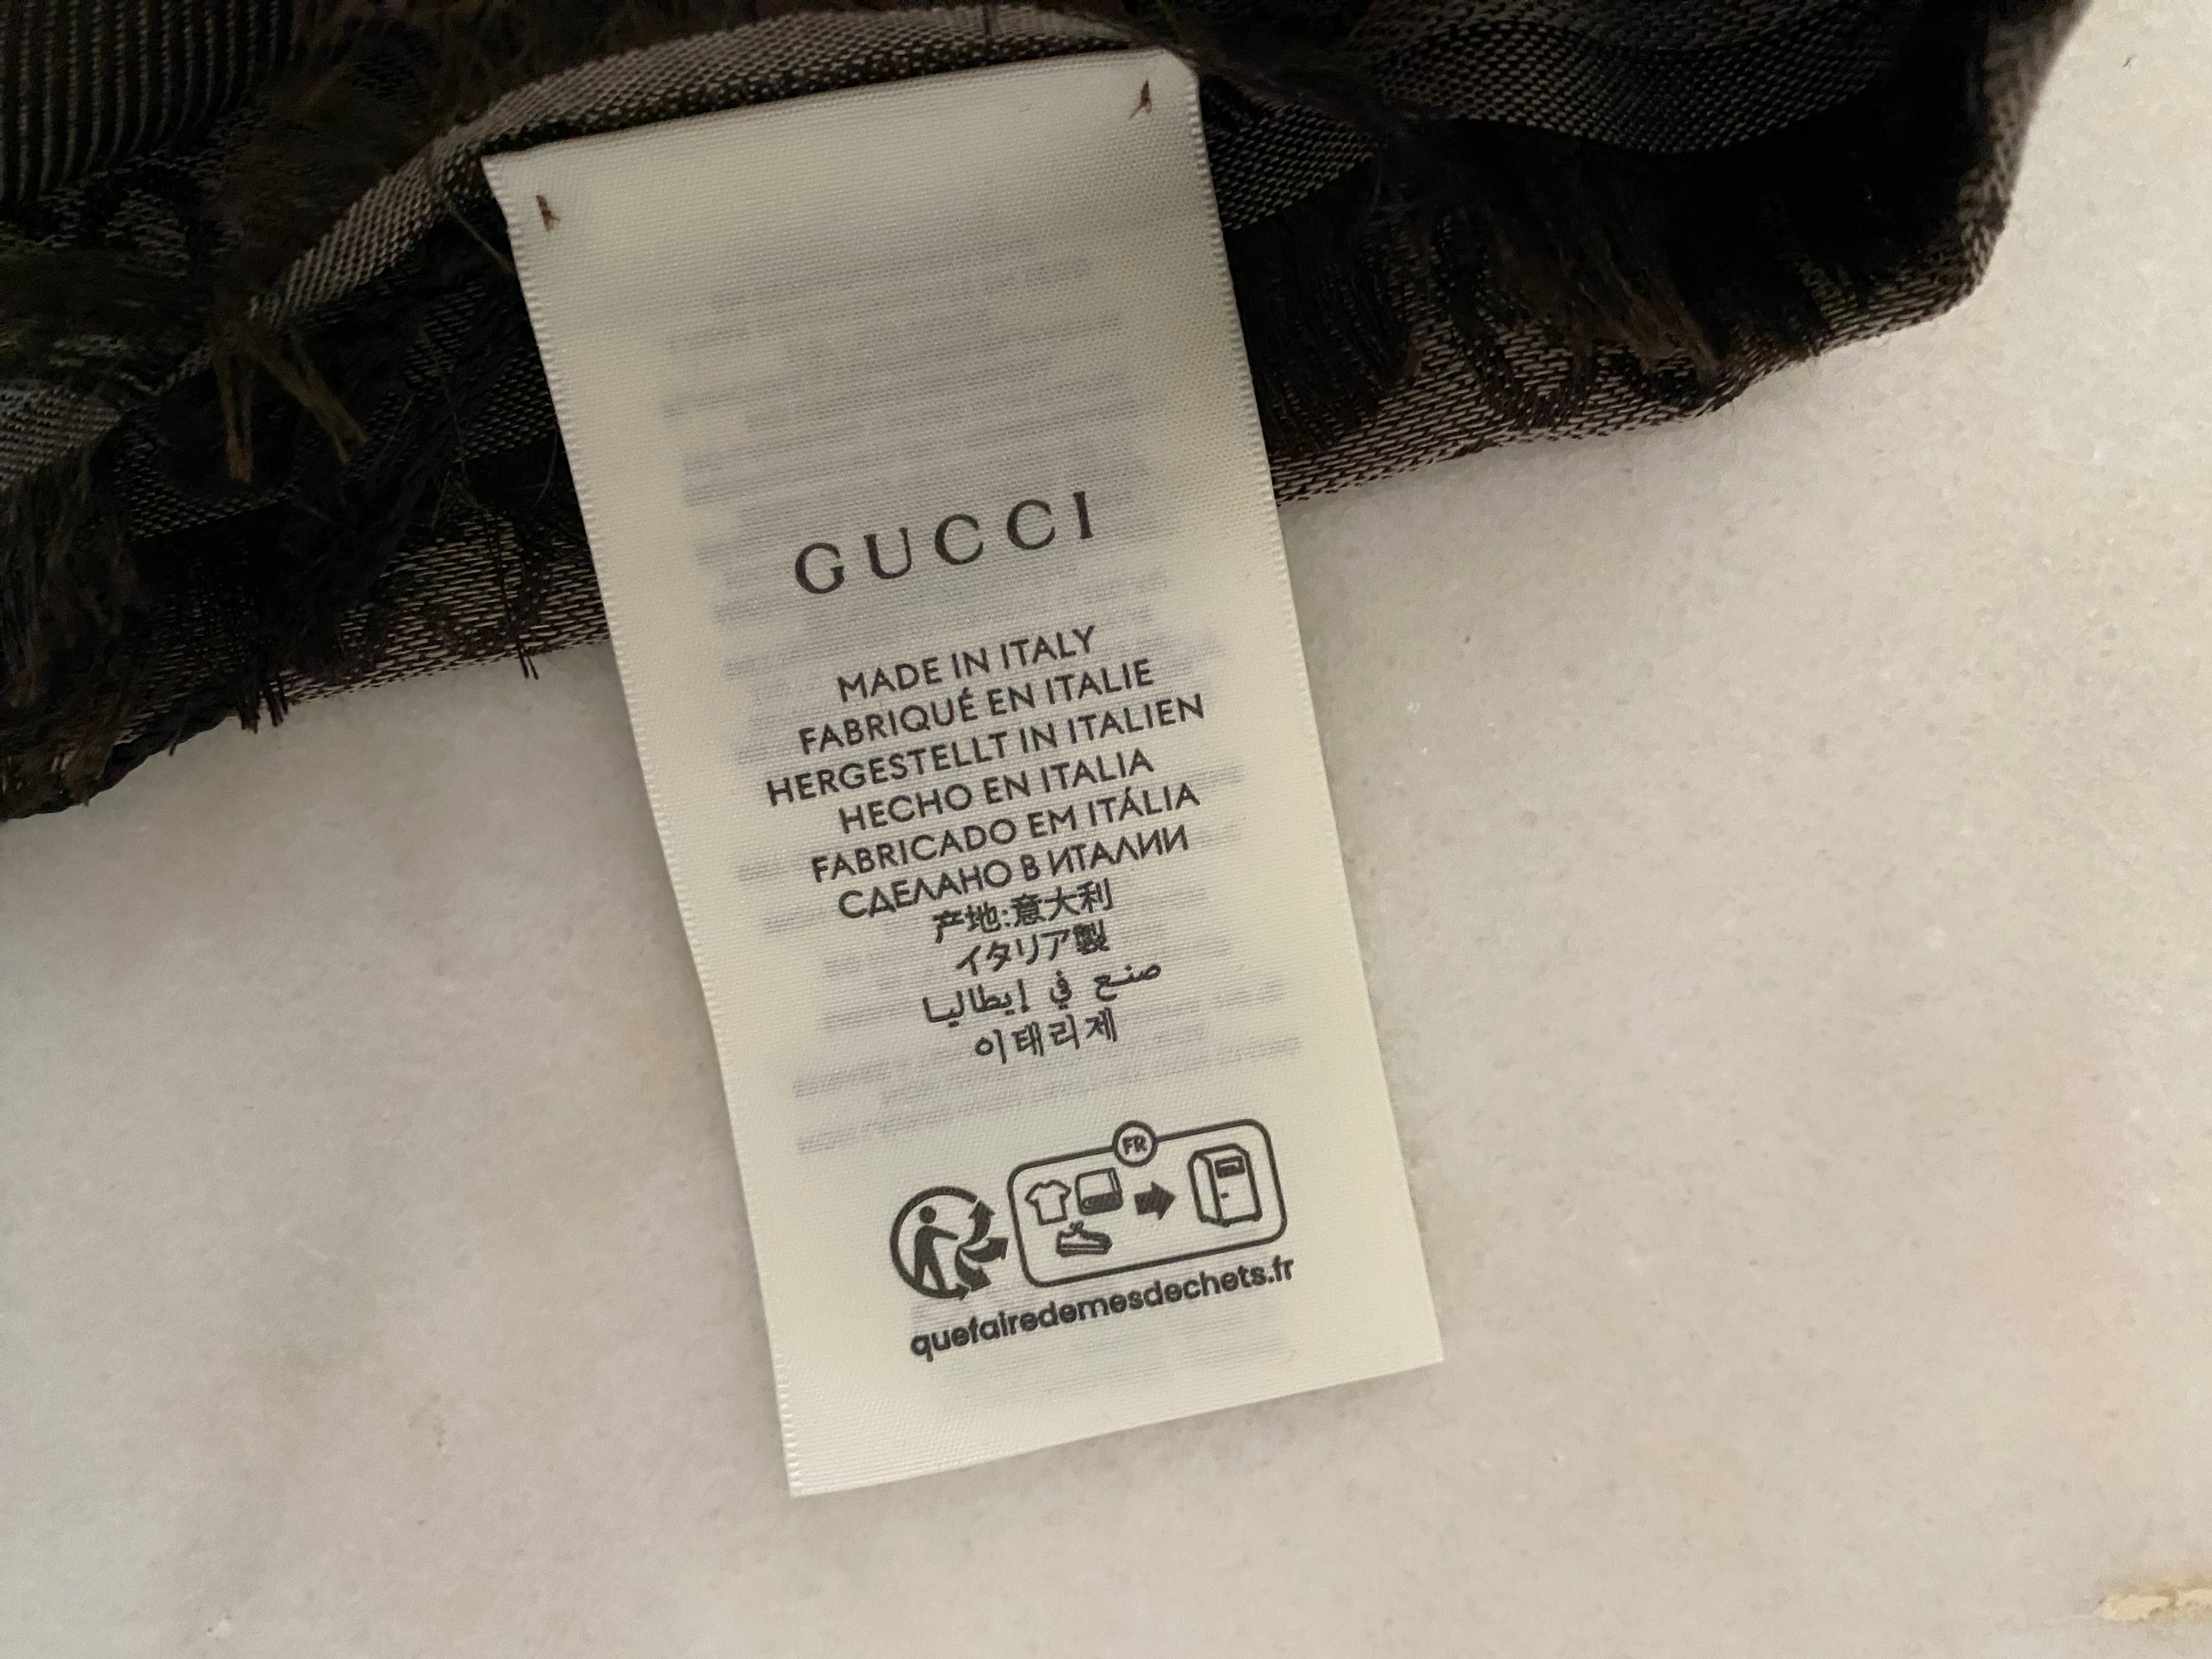 GUCCI
MADE IN ITALY
FABRIQUÉ EN ITALIE
HERGESTELLT IN ITALIEN
HECHO EN ITALIA
FABRICADO EM ITÁLIA
СДЕЛАНО В ИТАЛИИ
产地:意大利
イタリア製
صنع في إيطاليا
이태리제
FR
quefairedemesdechets.fr